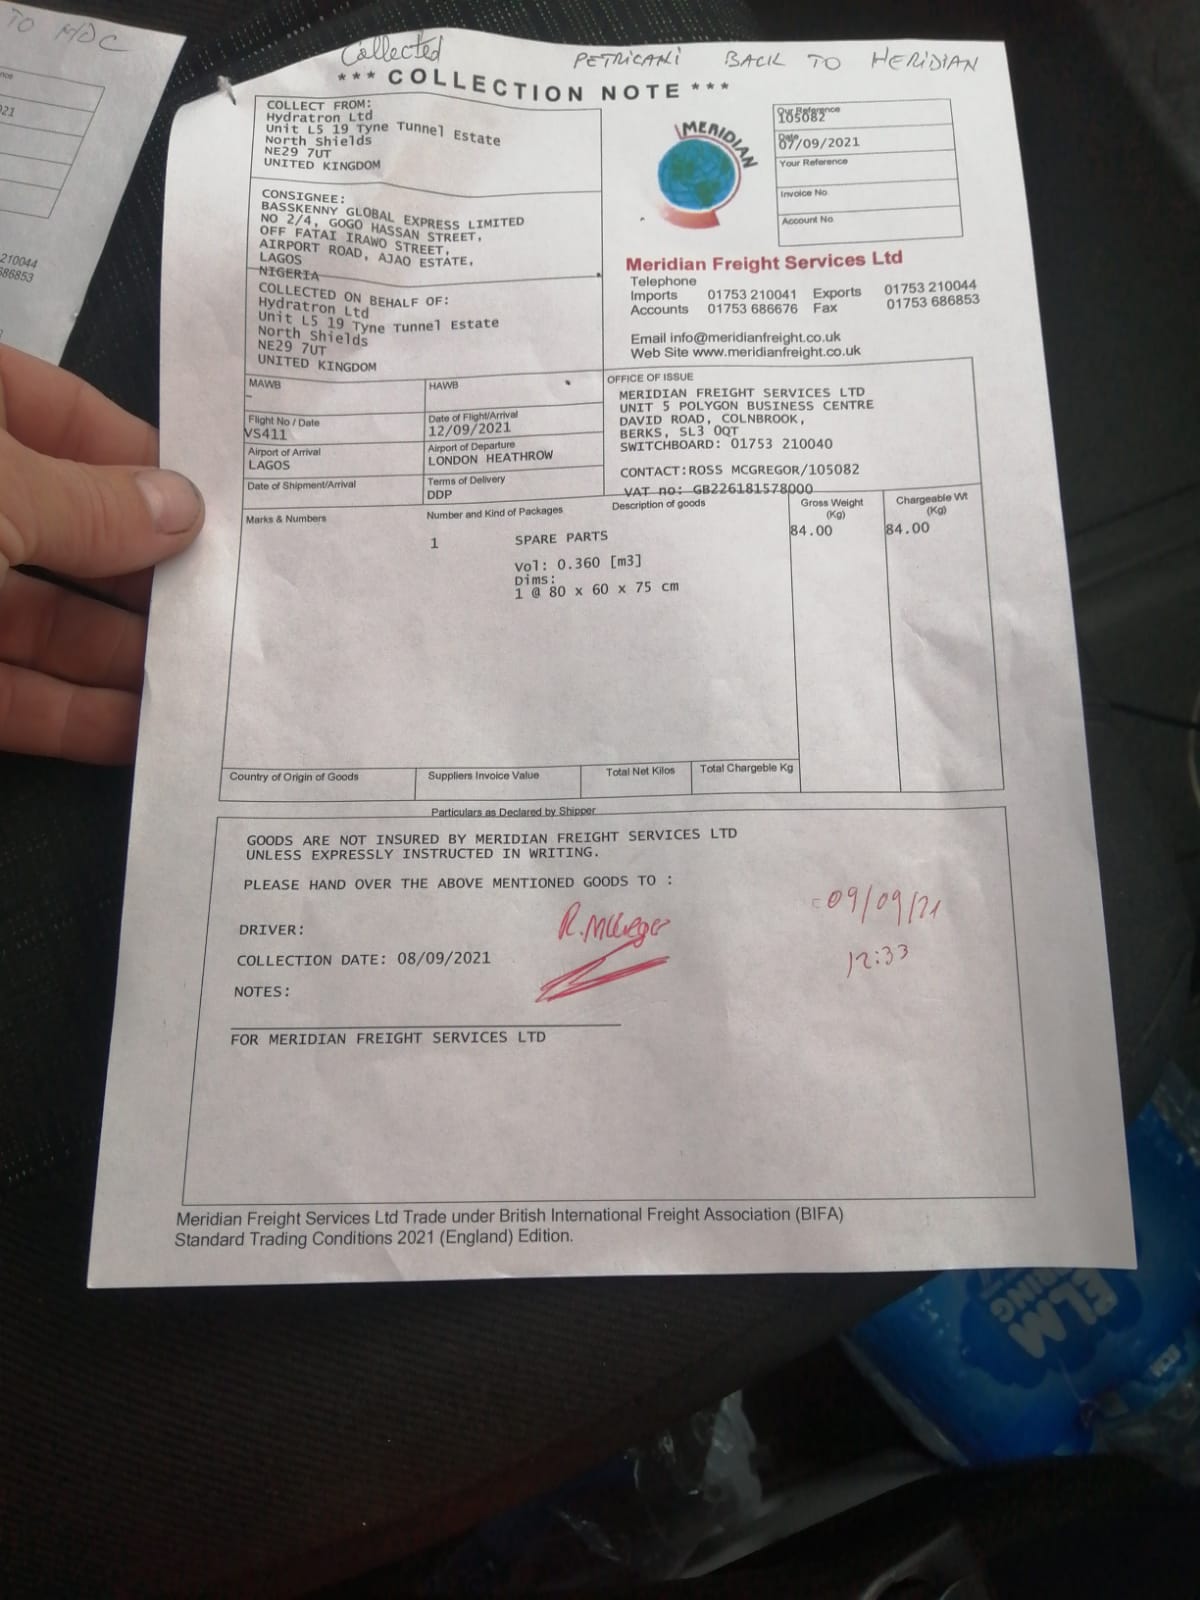 TO MDC
21
210044
686853
Collected PETRICANI BACK TO MERIDIAN
*** COLLECTION NOTE ***
COLLECT FROM:
Hydratron Ltd
Unit L5 19 Tyne Tunnel Estate
North Shields
NE29 7UT
UNITED KINGDOM
CONSIGNEE:
BASSKENNY GLOBAL EXPRESS LIMITED
NO 2/4, GOGO HASSAN STREET,
OFF FATAI IRAWO STREET,
AIRPORT ROAD, AJAO ESTATE,
LAGOS
NIGERIA
COLLECTED ON BEHALF OF:
Hydratron Ltd
Unit L5 19 Tyne Tunnel Estate
North Shields
NE29 7UT
UNITED KINGDOM
MERIDIAN
Our Reference
105082
Date
07/09/2021
Your Reference
Invoice No
Account No
Meridian Freight Services Ltd
Telephone
Imports 01753 210041 Exports 01753 210044
Accounts 01753 686676 Fax 01753 686853
Email info@meridianfreight.co.uk
Web Site www.meridianfreight.co.uk
MAWB
-
HAWB
Flight No / Date
VS411
Date of Flight/Arrival
12/09/2021
Airport of Arrival
LAGOS
Airport of Departure
LONDON HEATHROW
Date of Shipment/Arrival
Terms of Delivery
DDP
OFFICE OF ISSUE
MERIDIAN FREIGHT SERVICES LTD
UNIT 5 POLYGON BUSINESS CENTRE
DAVID ROAD, COLNBROOK,
BERKS, SL3 0QT
SWITCHBOARD: 01753 210040
CONTACT:ROSS MCGREGOR/105082
VAT no: GB226181578000
Marks & Numbers
Number and Kind of Packages
Description of goods
Gross Weight
(Kg)
Chargeable Wt
(Kg)
1 SPARE PARTS 84.00 84.00
Vol: 0.360 [m3]
Dims:
1 @ 80 x 60 x 75 cm
Country of Origin of Goods
Suppliers Invoice Value
Total Net Kilos
Total Chargeable Kg
Particulars as Declared by Shipper
GOODS ARE NOT INSURED BY MERIDIAN FREIGHT SERVICES LTD
UNLESS EXPRESSLY INSTRUCTED IN WRITING.
PLEASE HAND OVER THE ABOVE MENTIONED GOODS TO :
DRIVER: R.McGregor 09/09/21
COLLECTION DATE: 08/09/2021 12:33
NOTES:
FOR MERIDIAN FREIGHT SERVICES LTD
Meridian Freight Services Ltd Trade under British International Freight Association (BIFA)
Standard Trading Conditions 2021 (England) Edition.
ELM